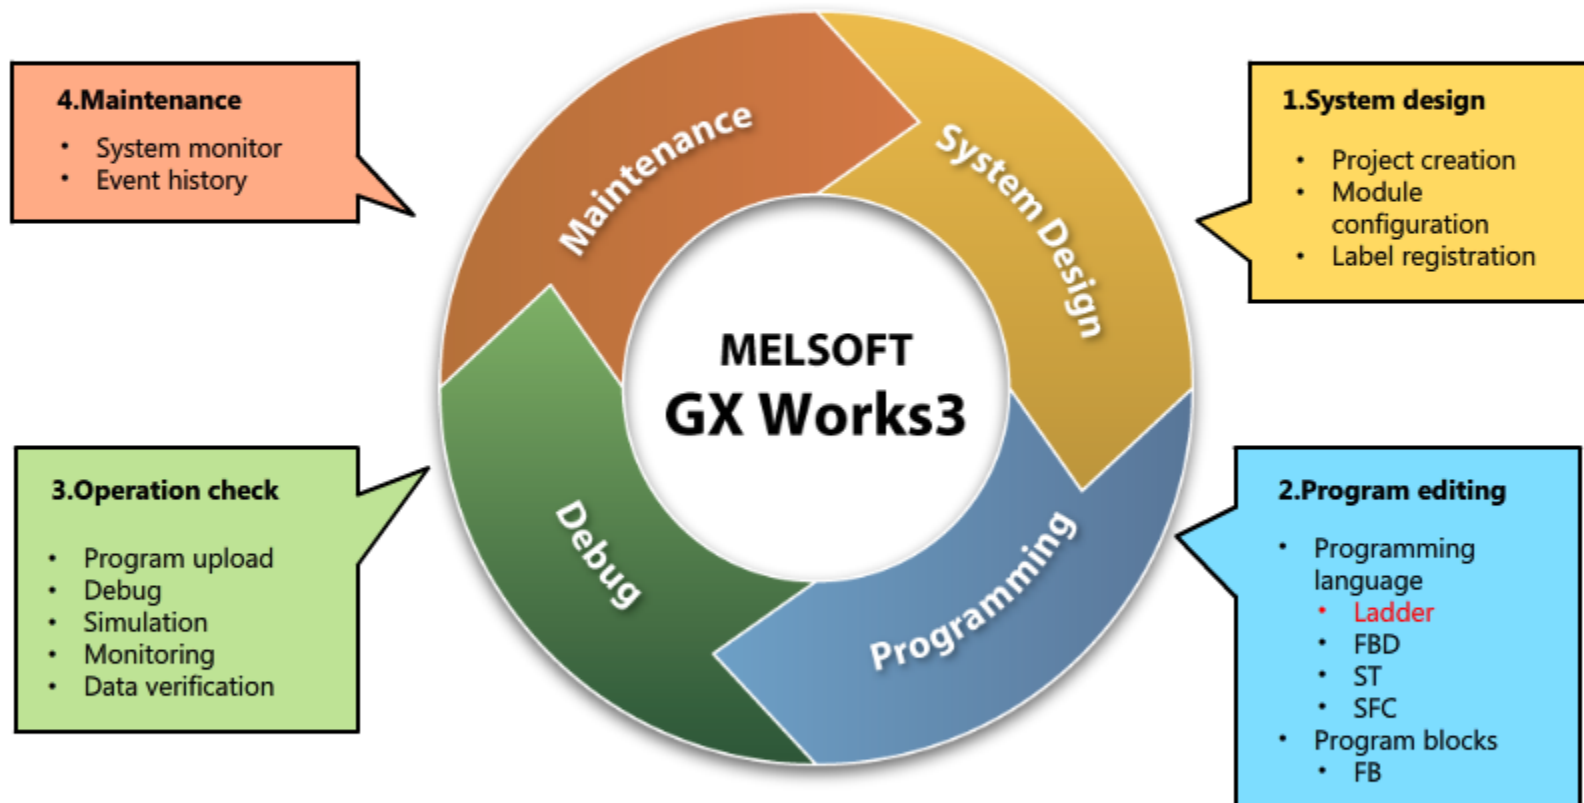 4.Maintenance
• System monitor
• Event history
Maintenance
System Design
1.System design
• Project creation
• Module
configuration
• Label registration
MELSOFT
GX Works3
3.Operation check
• Program upload
• Debug
• Simulation
• Monitoring
• Data verification
Debug
Programming
2.Program editing
• Programming
language
• Ladder
• FBD
• ST
• SFC
• Program blocks
• FB